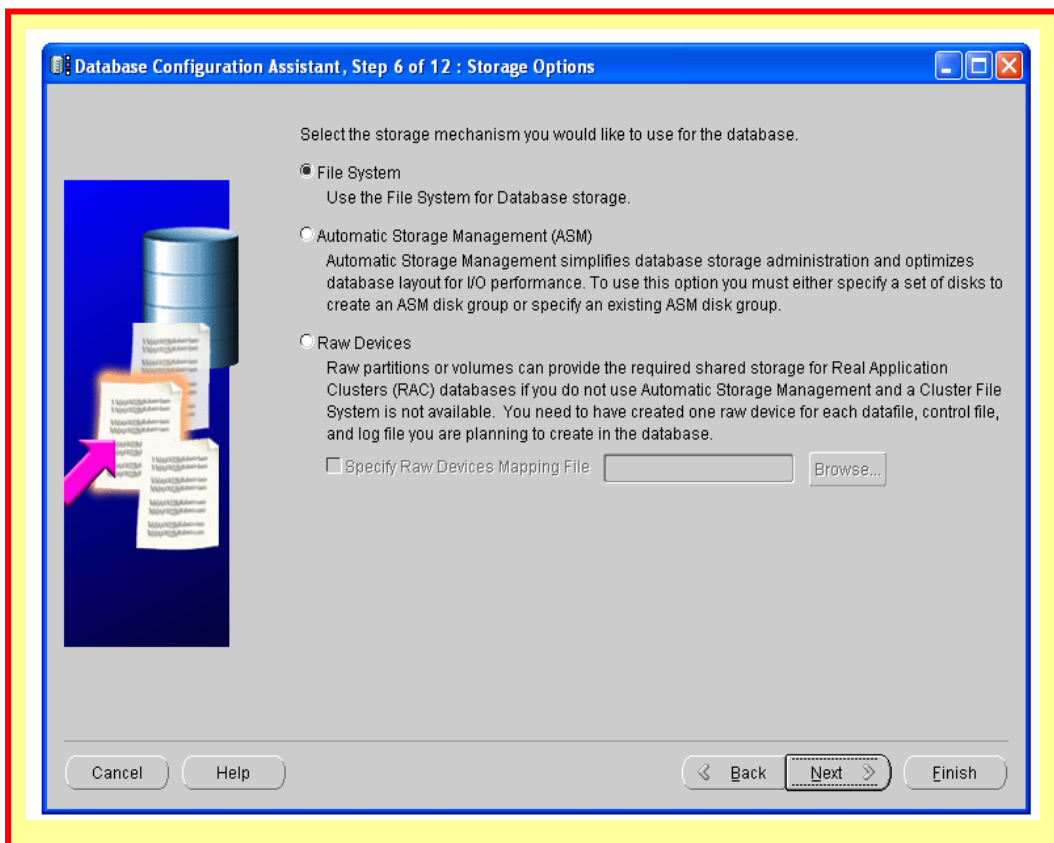 Database Configuration Assistant, Step 6 of 12 : Storage Options
Select the storage mechanism you would like to use for the database.
File System
Use the File System for Database storage.
Automatic Storage Management (ASM)
Automatic Storage Management simplifies database storage administration and optimizes
database layout for I/O performance. To use this option you must either specify a set of disks to
create an ASM disk group or specify an existing ASM disk group.
Raw Devices
Raw partitions or volumes can provide the required shared storage for Real Application
Clusters (RAC) databases if you do not use Automatic Storage Management and a Cluster File
System is not available. You need to have created one raw device for each datafile, control file,
and log file you are planning to create in the database.
Specify Raw Devices Mapping File
Browse...
Cancel
Help
Back
Next
Finish